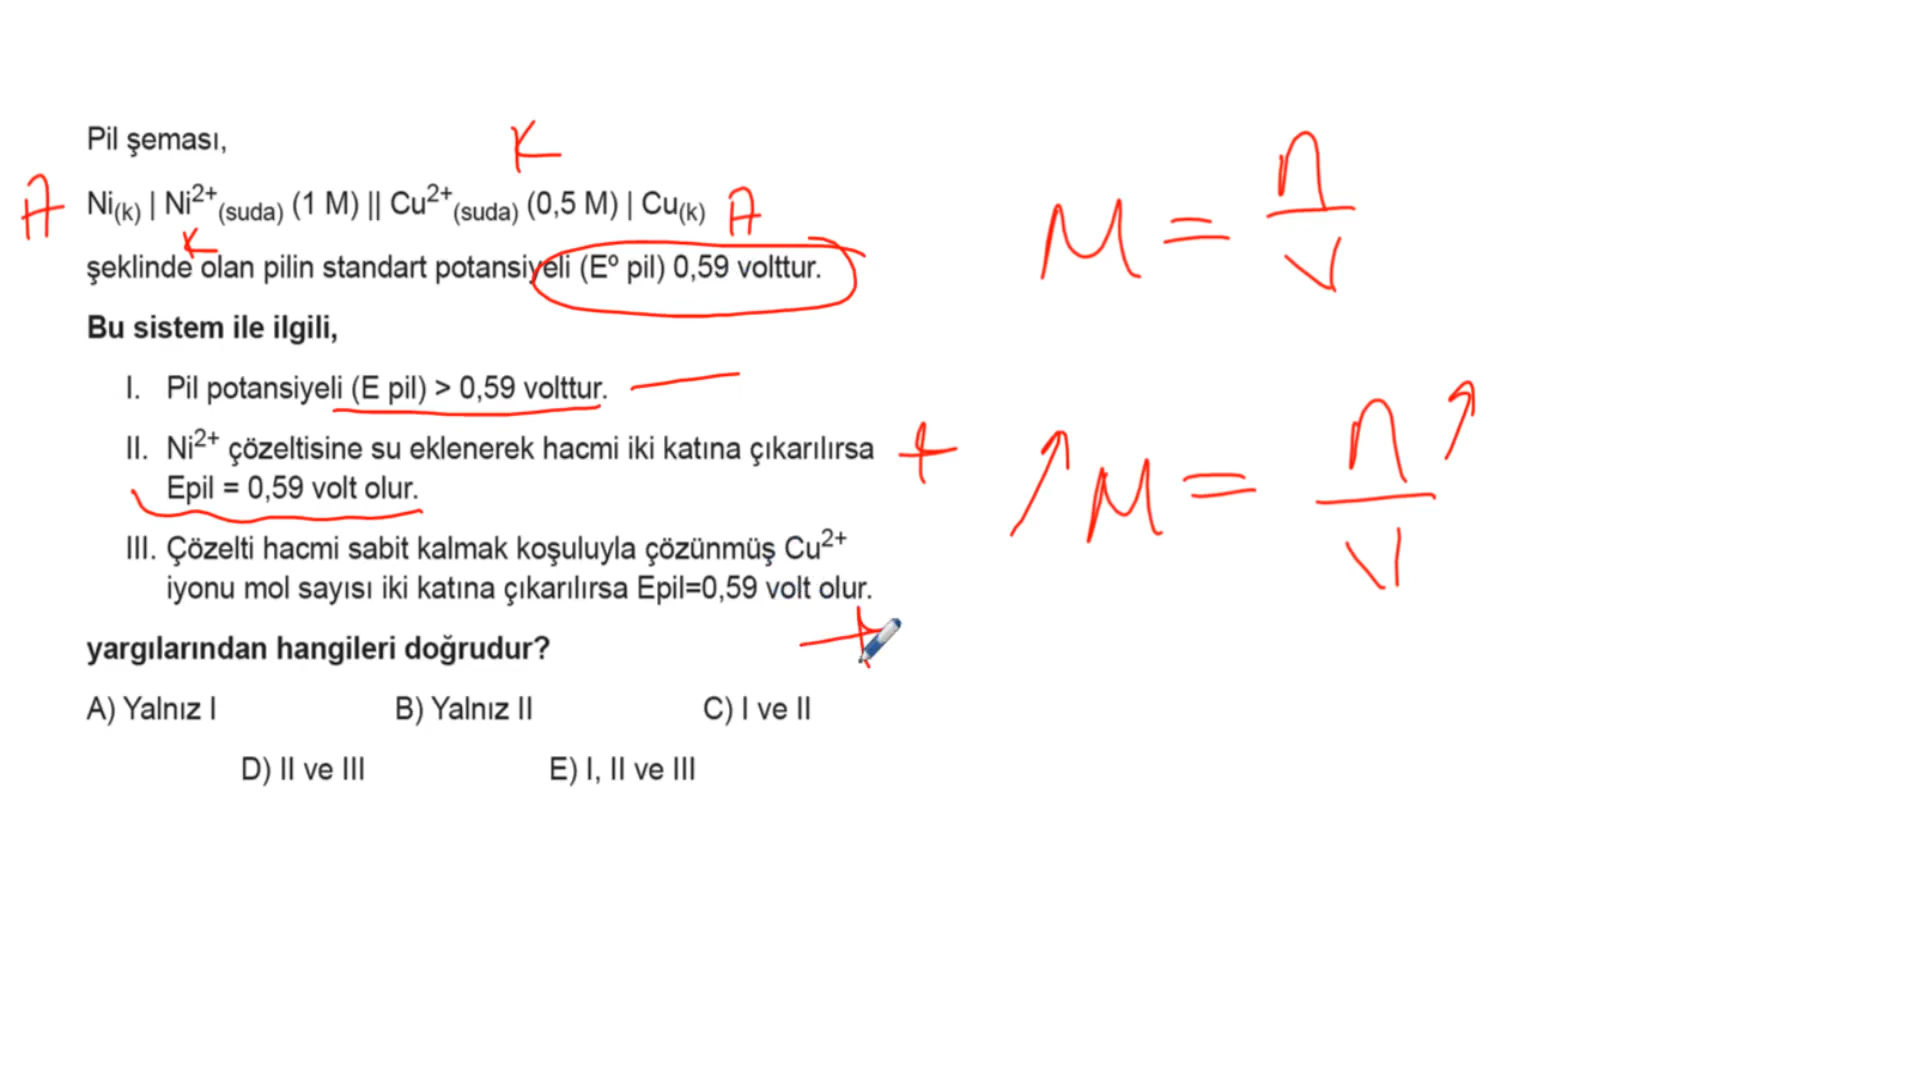 Pil şeması,
K
A Ni(k) | Ni2+(suda) (1 M) || Cu2+(suda) (0,5 M) | Cu(k) A
K
şeklinde olan pilin standart potansiyeli (Eº pil) 0,59 volttur.
Bu sistem ile ilgili,
I. Pil potansiyeli (E pil) > 0,59 volttur. —
II. Ni2+ çözeltisine su eklenerek hacmi iki katına çıkarılırsa +
Epil = 0,59 volt olur.
III. Çözelti hacmi sabit kalmak koşuluyla çözünmüş Cu2+
iyonu mol sayısı iki katına çıkarılırsa Epil=0,59 volt olur.
+
yargılarından hangileri doğrudur?
A) Yalnız I B) Yalnız II C) I ve II
D) II ve III E) I, II ve III
M = n/V
↑M = n↑/V